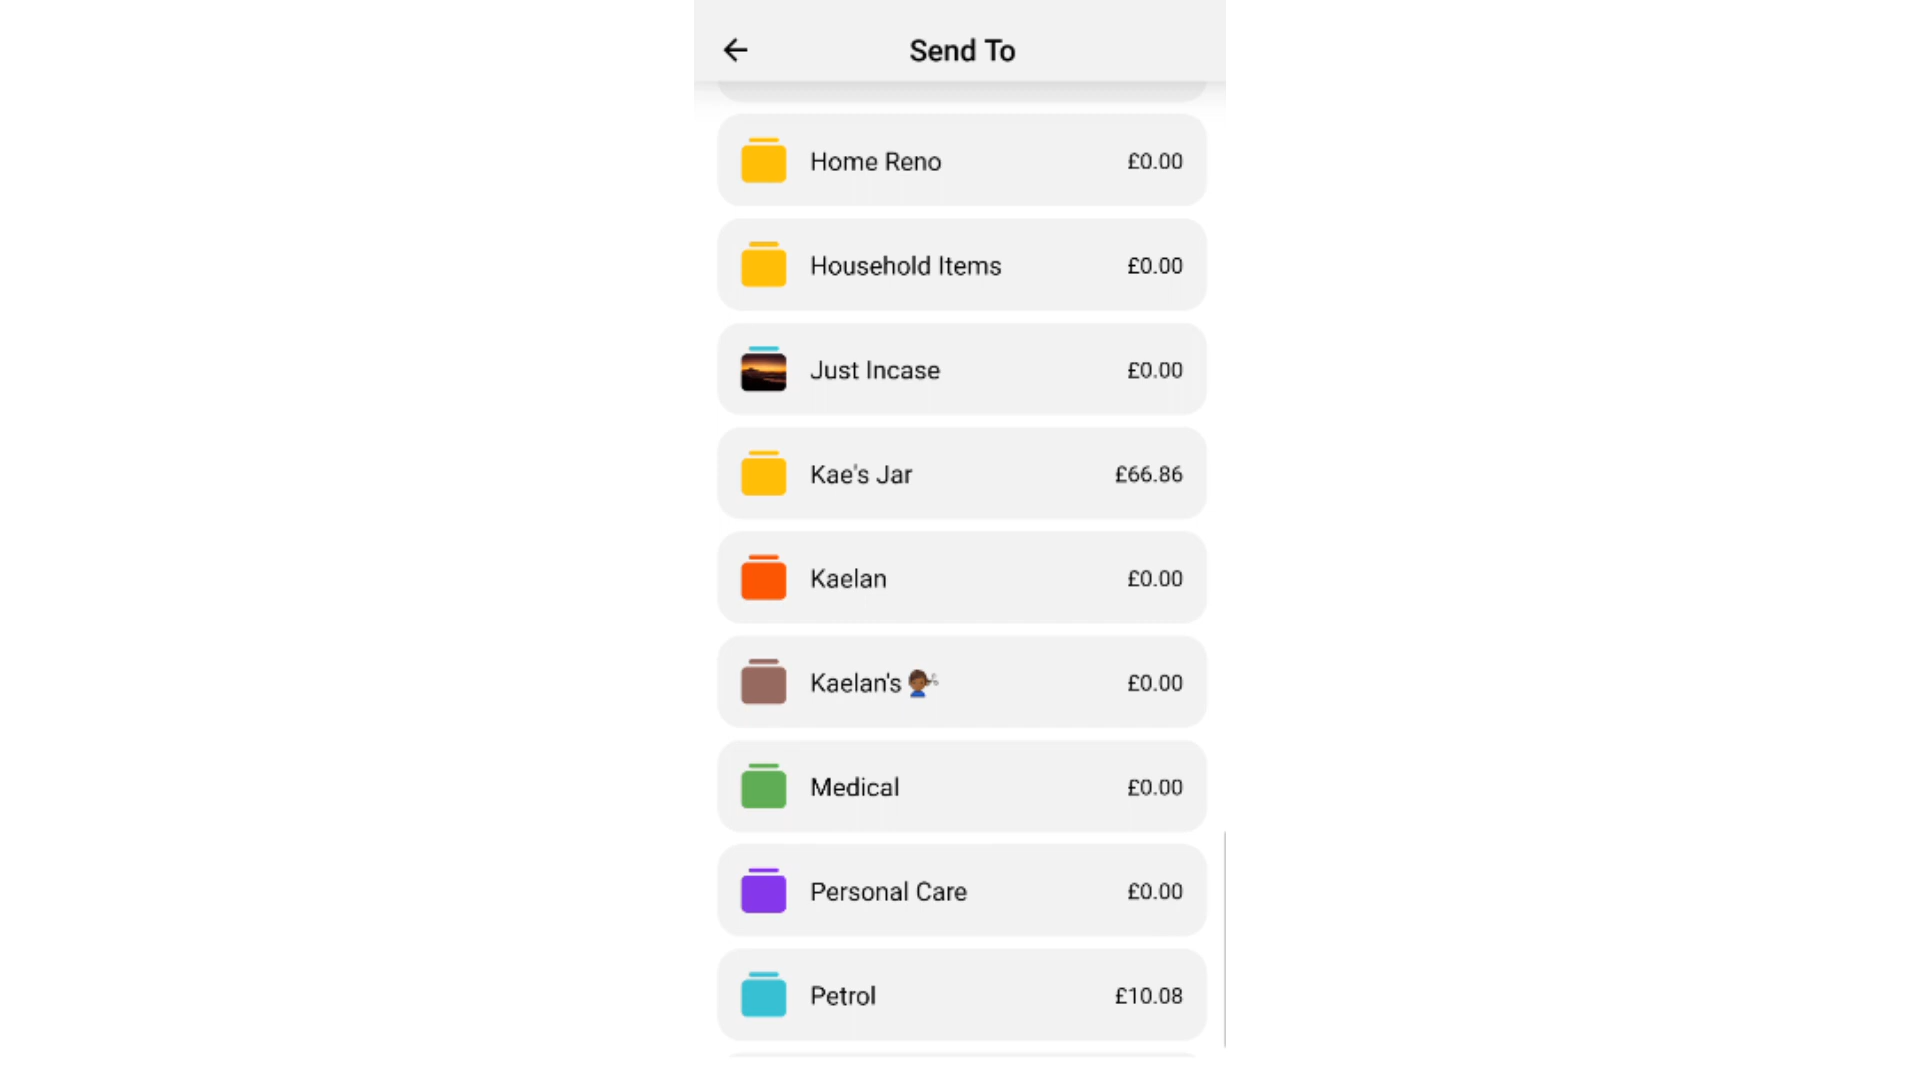 Send To
Home Reno £0.00
Household Items £0.00
Just Incase £0.00
Kae's Jar £66.86
Kaelan £0.00
Kaelan's 💇🏾‍♂️ £0.00
Medical £0.00
Personal Care £0.00
Petrol £10.08